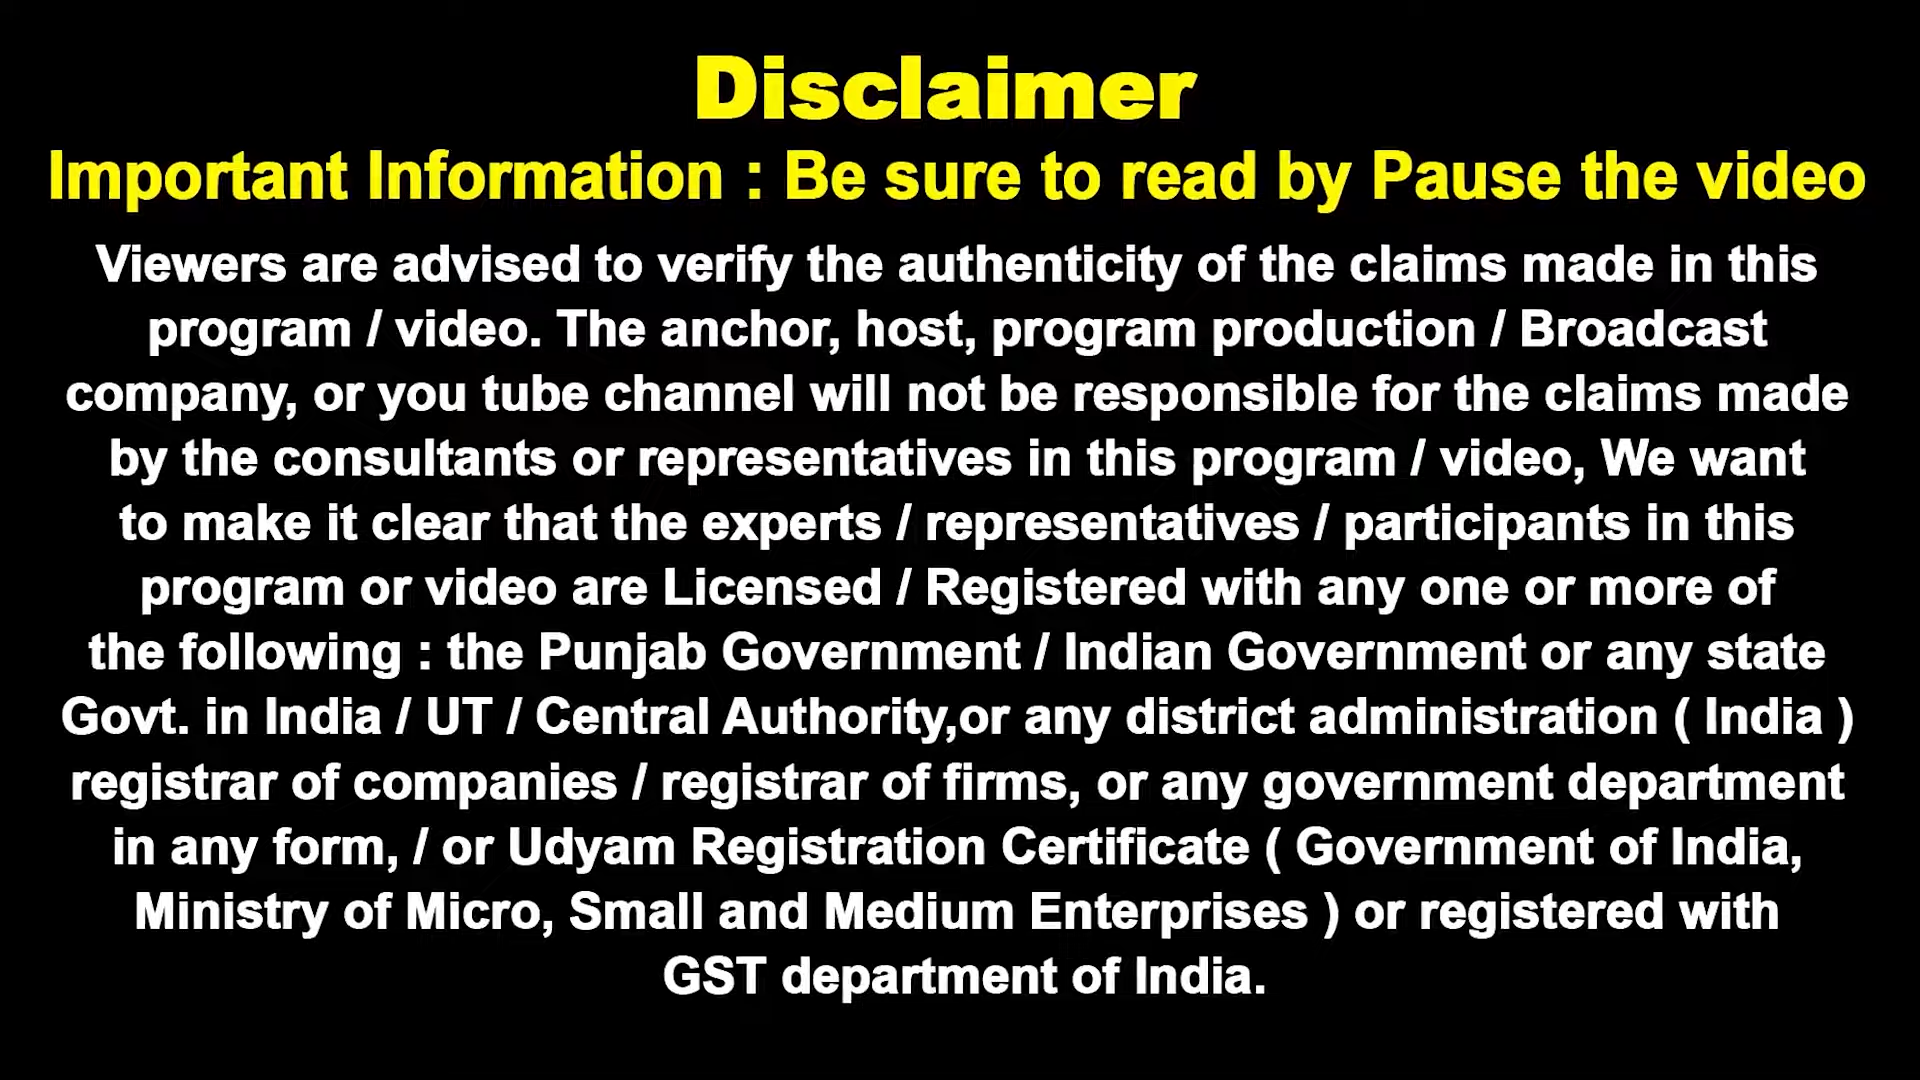 Disclaimer
Important Information : Be sure to read by Pause the video
Viewers are advised to verify the authenticity of the claims made in this
program / video. The anchor, host, program production / Broadcast
company, or you tube channel will not be responsible for the claims made
by the consultants or representatives in this program / video, We want
to make it clear that the experts / representatives / participants in this
program or video are Licensed / Registered with any one or more of
the following : the Punjab Government / Indian Government or any state
Govt. in India / UT / Central Authority,or any district administration ( India )
registrar of companies / registrar of firms, or any government department
in any form, / or Udyam Registration Certificate ( Government of India,
Ministry of Micro, Small and Medium Enterprises ) or registered with
GST department of India.